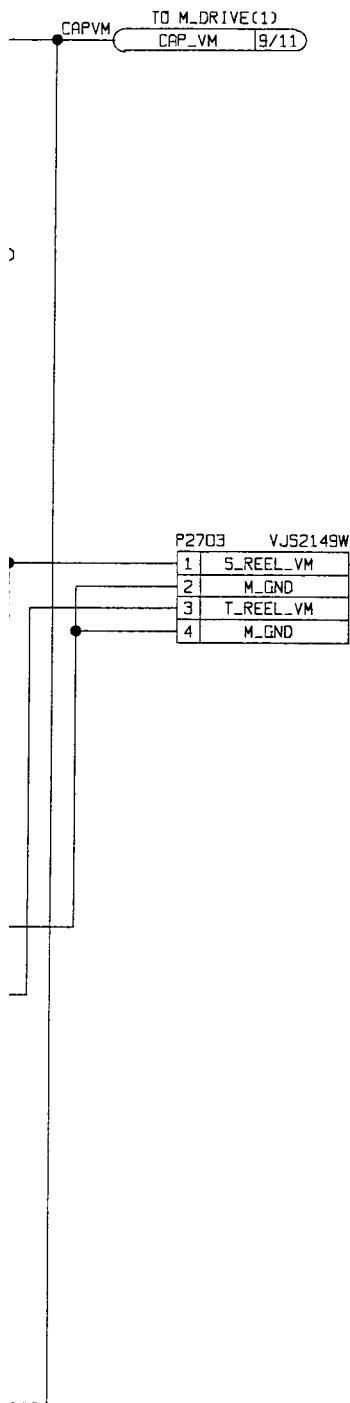 TO M_DRIVE(1)
CAPVM
CAP_VM 9/11
P2703 VJS2149W
1 S_REEL_VM
2 M_GND
3 T_REEL_VM
4 M_GND